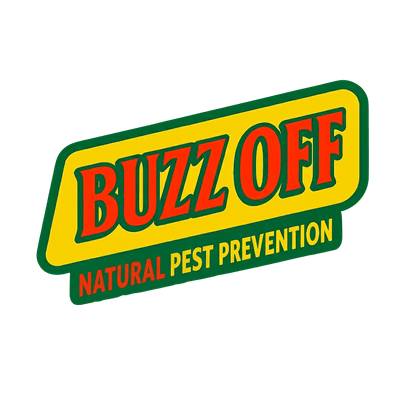 BUZZ OFF
NATURAL PEST PREVENTION